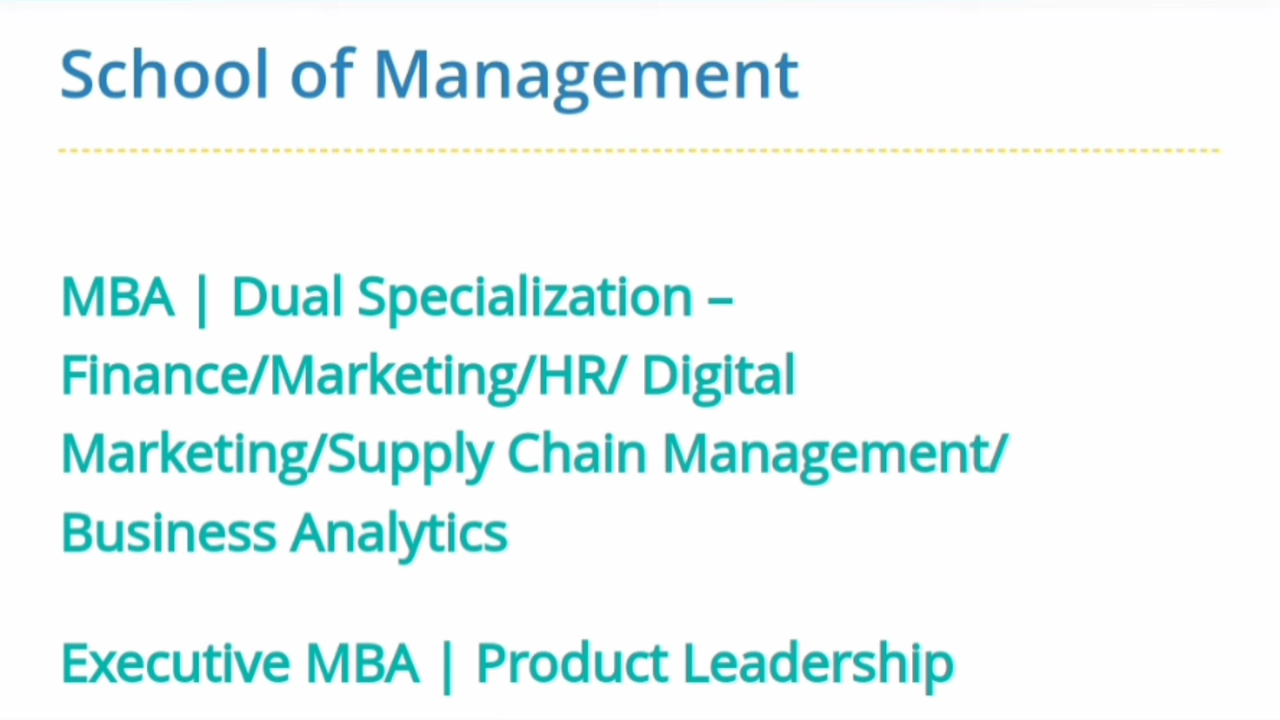 School of Management
MBA | Dual Specialization –
Finance/Marketing/HR/ Digital
Marketing/Supply Chain Management/
Business Analytics
Executive MBA | Product Leadership